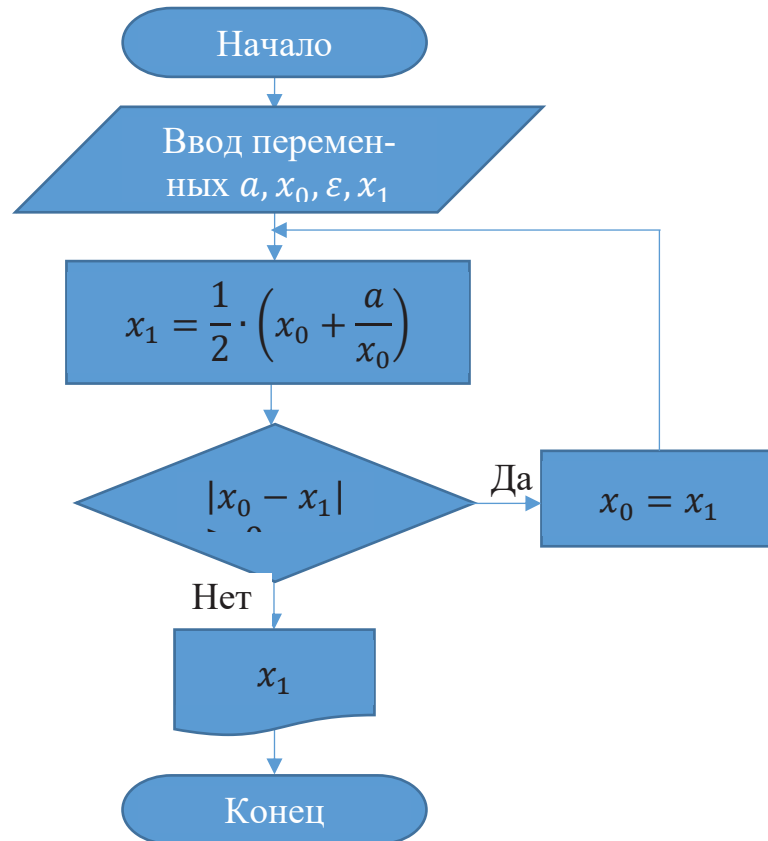 Начало
Ввод перемен-
ных a, x₀, ε, x₁
x₁ = 1/2 · (x₀ + a/x₀)
|x₀ − x₁|
Да
x₀ = x₁
Нет
x₁
Конец